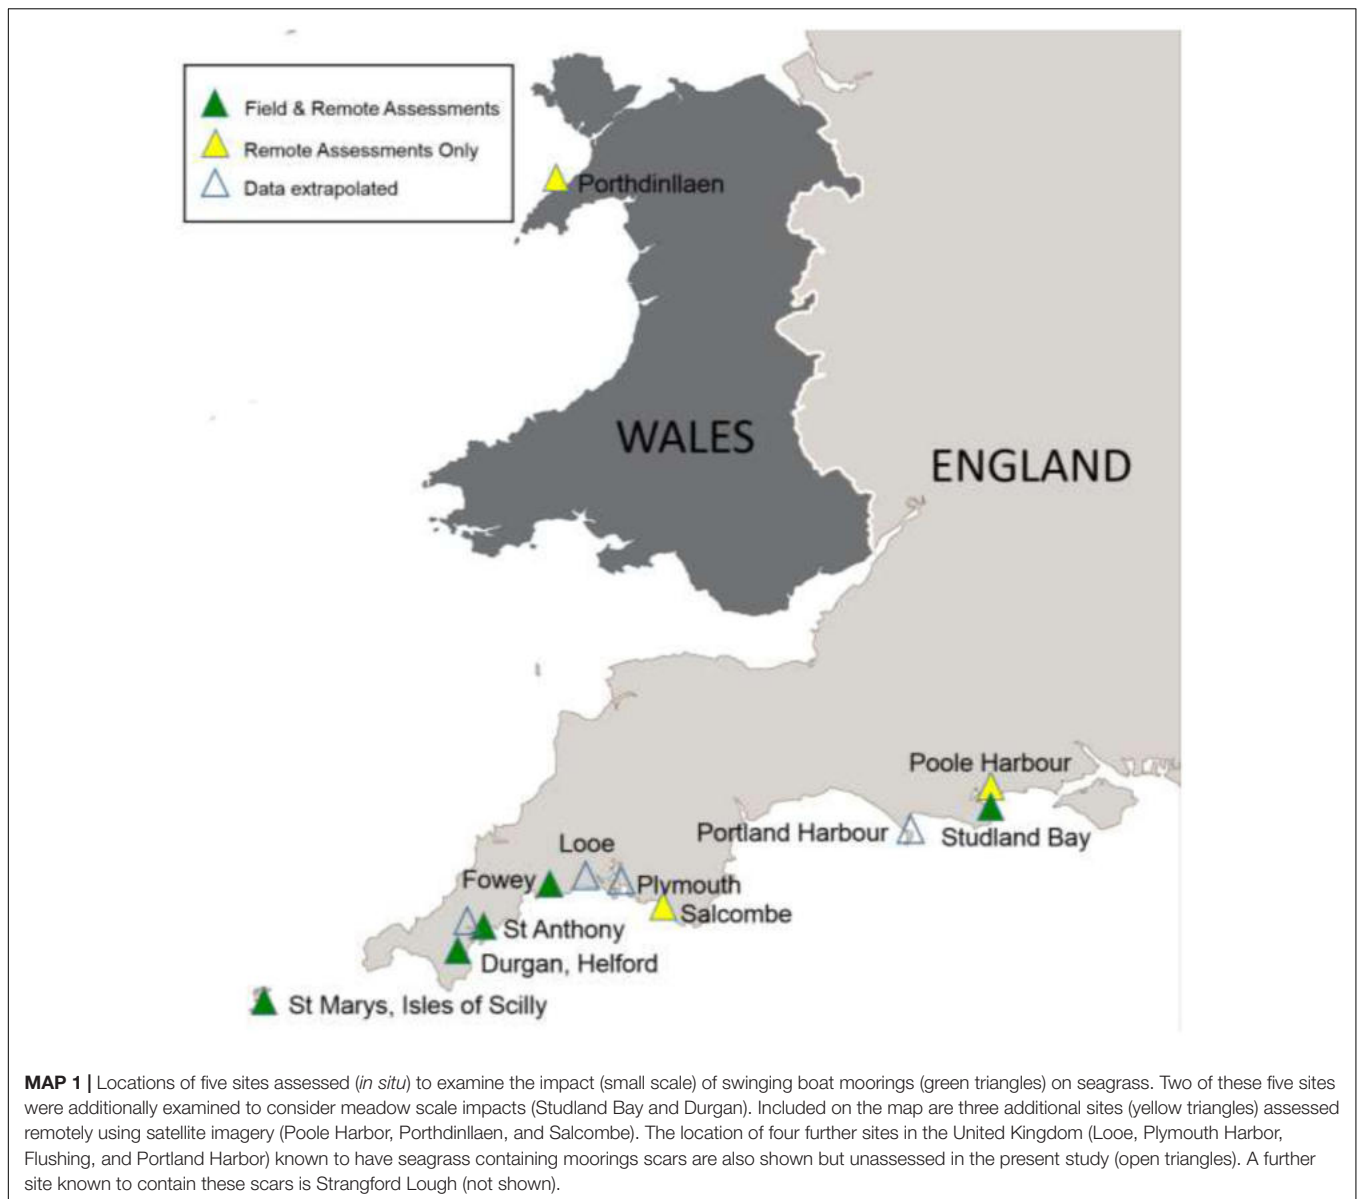 Field & Remote Assessments
Remote Assessments Only
Data extrapolated
Porthdinllaen
WALES
ENGLAND
Poole Harbour
Portland Harbour
Studland Bay
Looe
Fowey
Plymouth
Salcombe
St Anthony
Durgan, Helford
St Marys, Isles of Scilly
MAP 1 | Locations of five sites assessed (in situ) to examine the impact (small scale) of swinging boat moorings (green triangles) on seagrass. Two of these five sites
were additionally examined to consider meadow scale impacts (Studland Bay and Durgan). Included on the map are three additional sites (yellow triangles) assessed
remotely using satellite imagery (Poole Harbor, Porthdinllaen, and Salcombe). The location of four further sites in the United Kingdom (Looe, Plymouth Harbor,
Flushing, and Portland Harbor) known to have seagrass containing moorings scars are also shown but unassessed in the present study (open triangles). A further
site known to contain these scars is Strangford Lough (not shown).